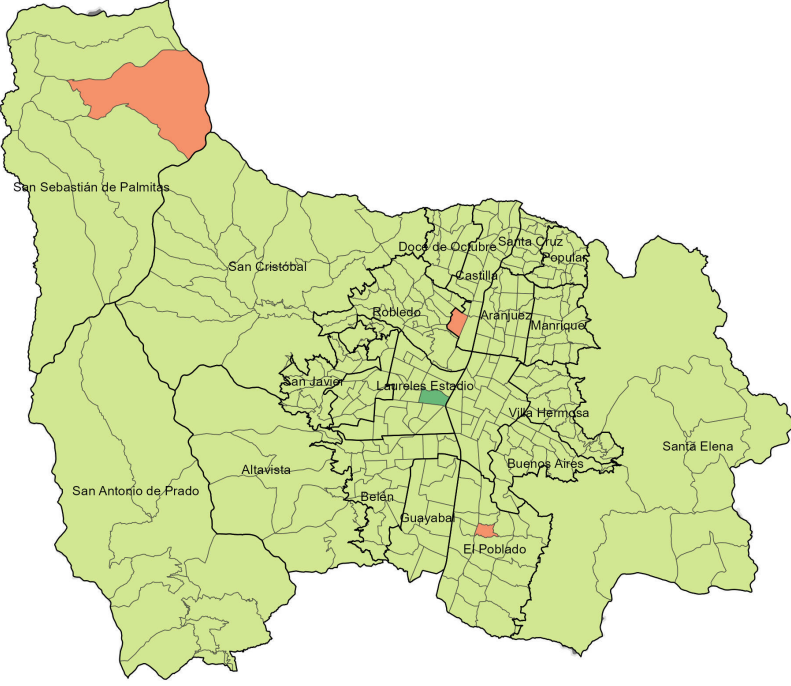 San Sebastián de Palmitas
Doce de Octubre
Santa Cruz
Popular
San Cristóbal
Castilla
Robledo
Aranjuez
Manrique
San Javier
Laureles Estadio
Villa Hermosa
Santa Elena
Altavista
Buenos Aires
San Antonio de Prado
Belén
Guayabal
El Poblado